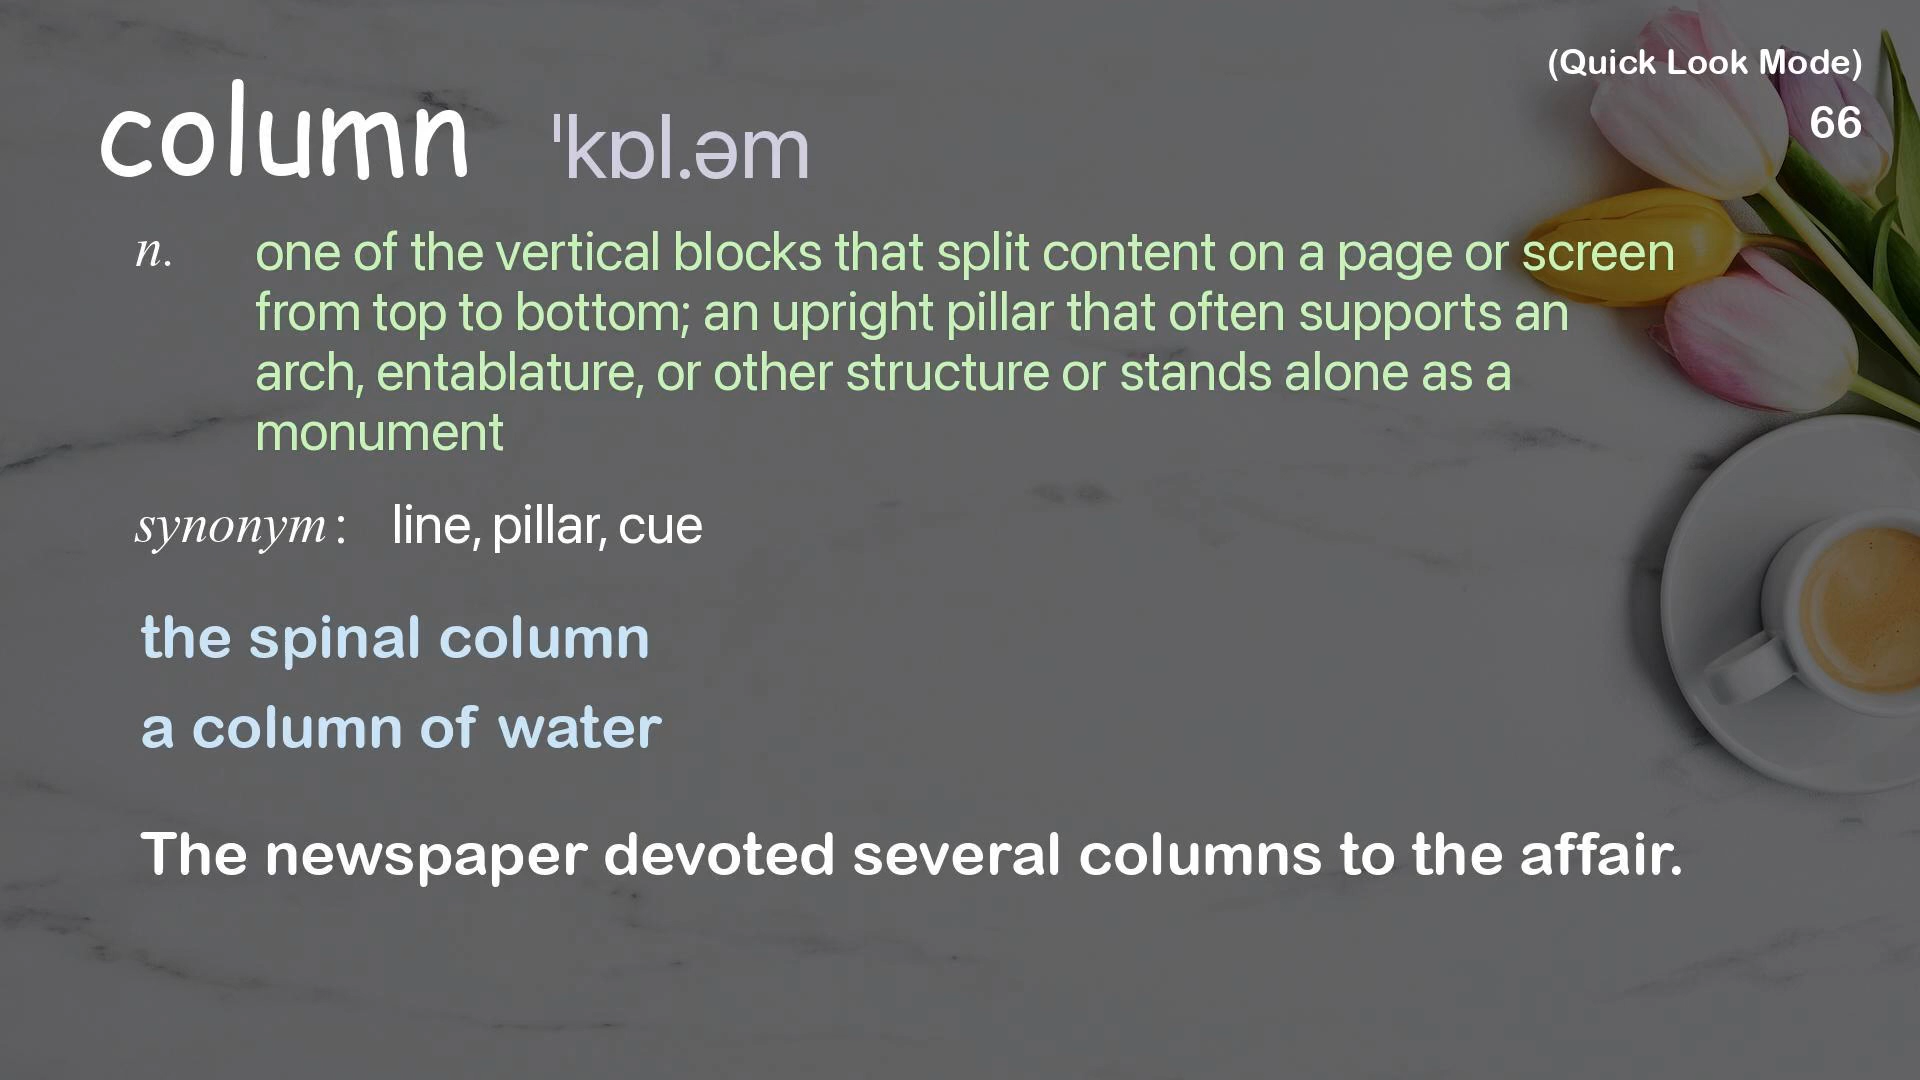 (Quick Look Mode)
66
column ˈkɒl.əm
n. one of the vertical blocks that split content on a page or screen
from top to bottom; an upright pillar that often supports an
arch, entablature, or other structure or stands alone as a
monument
synonym: line, pillar, cue
the spinal column
a column of water
The newspaper devoted several columns to the affair.